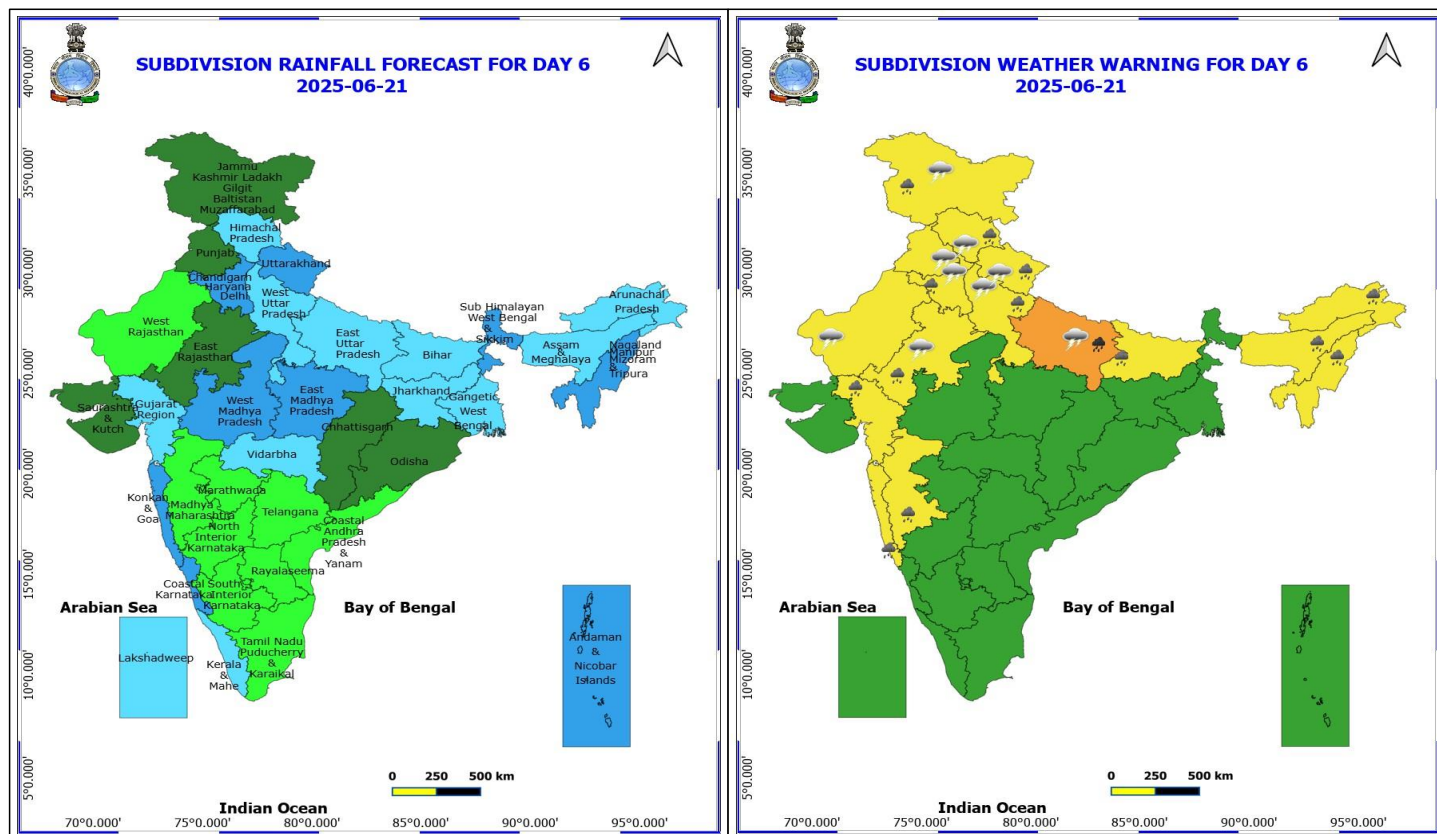 SUBDIVISION RAINFALL FORECAST FOR DAY 6
2025-06-21
40°0.000'
35°0.000'
30°0.000'
25°0.000'
20°0.000'
15°0.000'
10°0.000'
5°0.000'
Jammu
Kashmir Ladakh
Gilgit
Baltistan
Muzaffarabad
Himachal
Pradesh
Punjab
Uttarakhand
Chandigarh
Haryana
Delhi
West
Uttar
Pradesh
West
Rajasthan
East
Rajasthan
East
Uttar
Pradesh
Bihar
Sub Himalayan
West Bengal
&
Sikkim
Arunachal
Pradesh
Assam
&
Meghalaya
Nagaland
Manipur
Mizoram
&
Tripura
Saurashtra
&
Kutch
Gujarat
Region
West
Madhya
Pradesh
East
Madhya
Pradesh
Jharkhand
Gangetic
West
Bengal
Chhattisgarh
Odisha
Vidarbha
Konkan
&
Goa
Madhya
Maharashtra
Marathwada
North
Interior
Karnataka
Telangana
Coastal
Andhra
Pradesh
&
Yanam
Rayalaseema
Coastal
Karnataka
South
Interior
Karnataka
Tamil Nadu
Puducherry
&
Karaikal
Kerala
&
Mahe
Arabian Sea
Bay of Bengal
Lakshadweep
Andaman
&
Nicobar
Islands
0 250 500 km
Indian Ocean
70°0.000' 75°0.000' 80°0.000' 85°0.000' 90°0.000' 95°0.000'
SUBDIVISION WEATHER WARNING FOR DAY 6
2025-06-21
40°0.000'
35°0.000'
30°0.000'
25°0.000'
20°0.000'
15°0.000'
10°0.000'
5°0.000'
Arabian Sea
Bay of Bengal
0 250 500 km
Indian Ocean
70°0.000' 75°0.000' 80°0.000' 85°0.000' 90°0.000' 95°0.000'